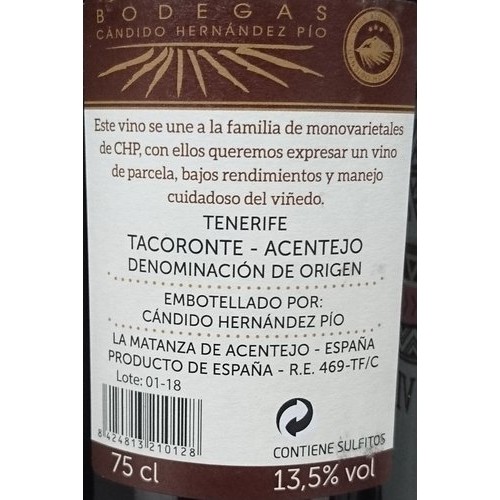 BODEGAS
CÁNDIDO HERNÁNDEZ PÍO
Este vino se une a la familia de monovarietales
de CHP, con ellos queremos expresar un vino
de parcela, bajos rendimientos y manejo
cuidadoso del viñedo.
TENERIFE
TACORONTE - ACENTEJO
DENOMINACIÓN DE ORIGEN
EMBOTELLADO POR:
CÁNDIDO HERNÁNDEZ PÍO
LA MATANZA DE ACENTEJO - ESPAÑA
PRODUCTO DE ESPAÑA - R.E. 469-TF/C
Lote: 01-18
8 424813 210128
CONTIENE SULFITOS
75 cl
13,5% vol